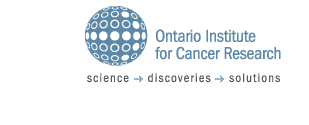 Ontario Institute
for Cancer Research
science → discoveries → solutions